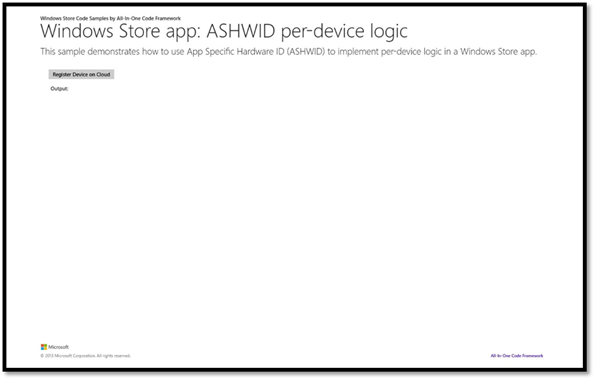 Windows Store Code Samples by All-In-One Code Framework
Windows Store app: ASHWID per-device logic
This sample demonstrates how to use App Specific Hardware ID (ASHWID) to implement per-device logic in a Windows Store app.
Register Device on Cloud
Output:
Microsoft
© 2013 Microsoft Corporation. All rights reserved.
All-In-One Code Framework